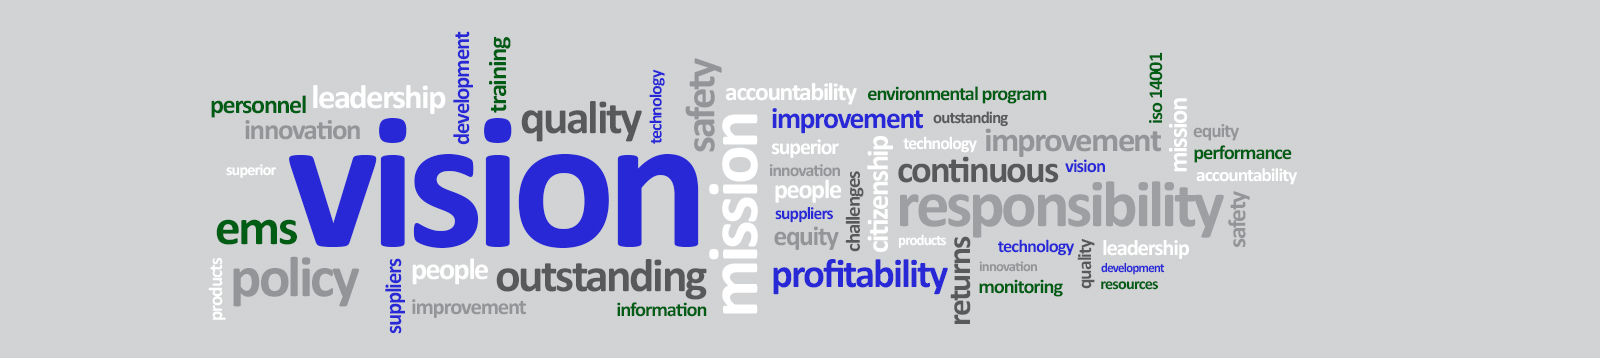 personnel
leadership
innovation
development
training
quality
technology
superior
vision
ems
products
policy
suppliers
people
improvement
outstanding
information
safety
mission
accountability
environmental program
improvement
outstanding
superior
technology
improvement
innovation
people
suppliers
equity
challenges
citizenship
continuous
vision
responsibility
products
profitability
returns
technology
innovation
monitoring
quality
leadership
development
resources
iso 14001
mission
equity
performance
accountability
safety